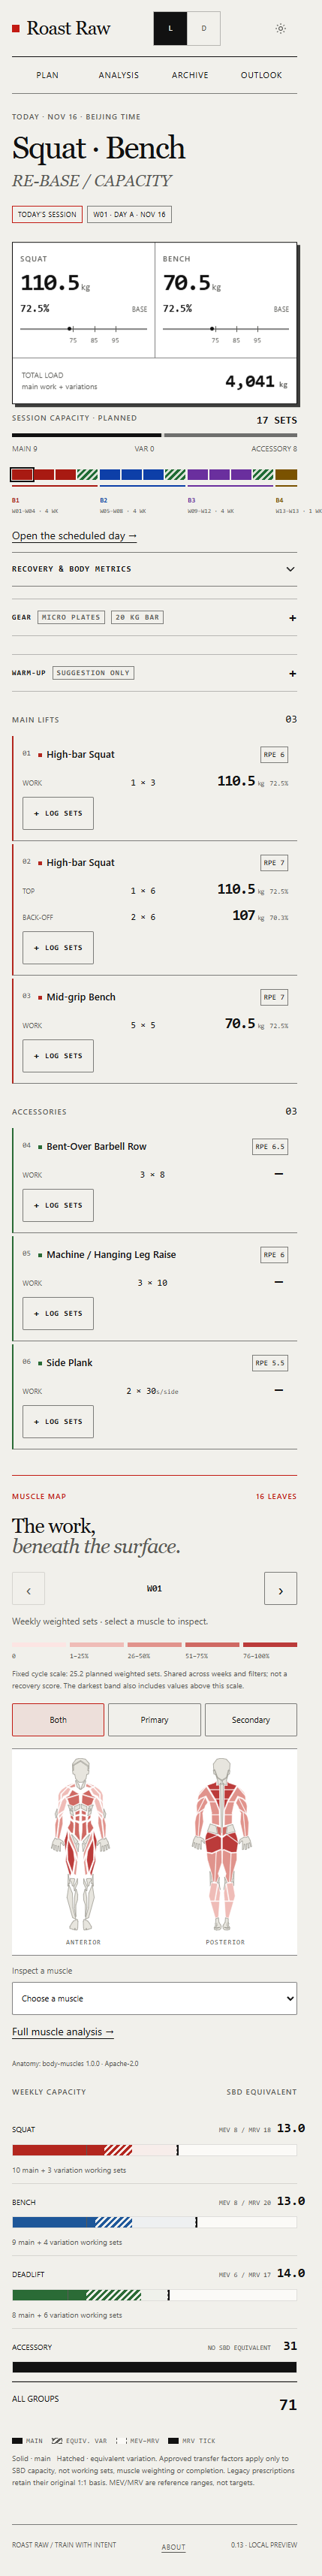 Roast Raw
L D
PLAN ANALYSIS ARCHIVE OUTLOOK
TODAY · NOV 16 · BEIJING TIME
Squat · Bench
RE-BASE / CAPACITY
TODAY'S SESSION W01 · DAY A · NOV 16
SQUAT BENCH
110.5 kg 70.5 kg
72.5% BASE 72.5% BASE
75 85 95 75 85 95
TOTAL LOAD
main work + variations
4,041 kg
SESSION CAPACITY · PLANNED 17 SETS
MAIN 9 VAR 0 ACCESSORY 8
B1 B2 B3 B4
W01-W04 · 4 WK W05-W08 · 4 WK W09-W12 · 4 WK W13-W13 · 1 WK
Open the scheduled day →
RECOVERY & BODY METRICS
GEAR MICRO PLATES 20 KG BAR +
WARM-UP SUGGESTION ONLY +
MAIN LIFTS 03
01 High-bar Squat RPE 6
WORK 1 × 3 110.5 kg 72.5%
+ LOG SETS
02 High-bar Squat RPE 7
TOP 1 × 6 110.5 kg 72.5%
BACK-OFF 2 × 6 107 kg 70.3%
+ LOG SETS
03 Mid-grip Bench RPE 7
WORK 5 × 5 70.5 kg 72.5%
+ LOG SETS
ACCESSORIES 03
04 Bent-Over Barbell Row RPE 6.5
WORK 3 × 8 —
+ LOG SETS
05 Machine / Hanging Leg Raise RPE 6
WORK 3 × 10 —
+ LOG SETS
06 Side Plank RPE 5.5
WORK 2 × 30s/side —
+ LOG SETS
MUSCLE MAP 16 LEAVES
The work,
beneath the surface.
‹ W01 ›
Weekly weighted sets · select a muscle to inspect.
0 1–25% 26–50% 51–75% 76–100%
Fixed cycle scale: 25.2 planned weighted sets. Shared across weeks and filters; not a
recovery score. The darkest band also includes values above this scale.
Both Primary Secondary
ANTERIOR POSTERIOR
Inspect a muscle
Choose a muscle
Full muscle analysis →
Anatomy: body-muscles 1.0.0 · Apache-2.0
WEEKLY CAPACITY SBD EQUIVALENT
SQUAT MEV 8 / MRV 18 13.0
10 main + 3 variation working sets
BENCH MEV 8 / MRV 20 13.0
9 main + 4 variation working sets
DEADLIFT MEV 6 / MRV 17 14.0
8 main + 6 variation working sets
ACCESSORY NO SBD EQUIVALENT 31
ALL GROUPS 71
MAIN EQUIV. VAR MEV–MRV MRV TICK
Solid · main Hatched · equivalent variation. Approved transfer factors apply only to
SBD capacity, not working sets, muscle weighting or completion. Legacy prescriptions
retain their original 1:1 basis. MEV/MRV are reference ranges, not targets.
ROAST RAW / TRAIN WITH INTENT ABOUT 0.13 · LOCAL PREVIEW